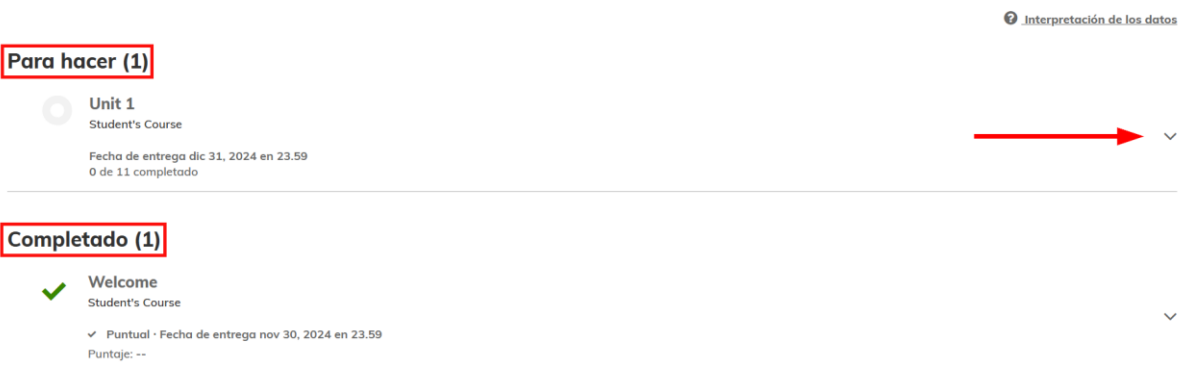 Interpretación de los datos
Para hacer (1)
Unit 1
Student's Course
Fecha de entrega dic 31, 2024 en 23.59
0 de 11 completado
Completado (1)
Welcome
Student's Course
Puntual · Fecha de entrega nov 30, 2024 en 23.59
Puntaje: --